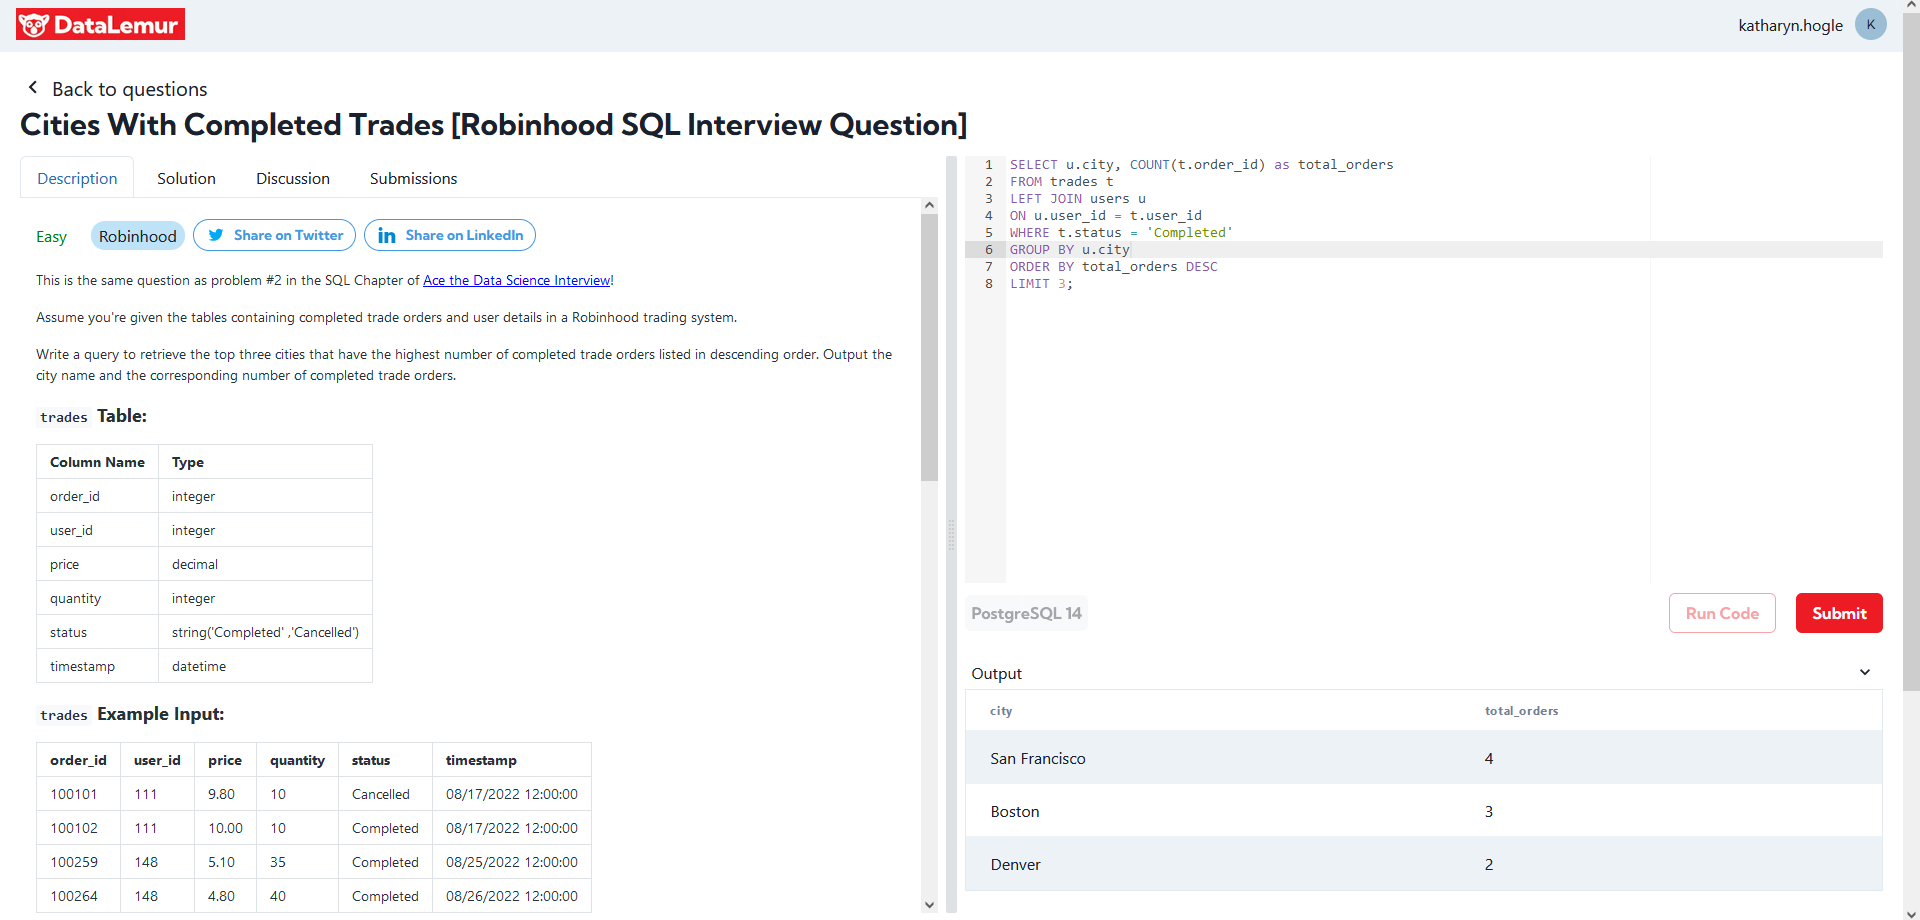 DataLemur
katharyn.hogle
K
Back to questions
Cities With Completed Trades [Robinhood SQL Interview Question]
Description Solution Discussion Submissions
Easy Robinhood Share on Twitter Share on LinkedIn
This is the same question as problem #2 in the SQL Chapter of Ace the Data Science Interview!
Assume you're given the tables containing completed trade orders and user details in a Robinhood trading system.
Write a query to retrieve the top three cities that have the highest number of completed trade orders listed in descending order. Output the
city name and the corresponding number of completed trade orders.
trades Table:
Column Name Type
order_id integer
user_id integer
price decimal
quantity integer
status string('Completed' ,'Cancelled')
timestamp datetime
trades Example Input:
order_id user_id price quantity status timestamp
100101 111 9.80 10 Cancelled 08/17/2022 12:00:00
100102 111 10.00 10 Completed 08/17/2022 12:00:00
100259 148 5.10 35 Completed 08/25/2022 12:00:00
100264 148 4.80 40 Completed 08/26/2022 12:00:00
1 SELECT u.city, COUNT(t.order_id) as total_orders
2 FROM trades t
3 LEFT JOIN users u
4 ON u.user_id = t.user_id
5 WHERE t.status = 'Completed'
6 GROUP BY u.city
7 ORDER BY total_orders DESC
8 LIMIT 3;
PostgreSQL 14
Run Code
Submit
Output
city total_orders
San Francisco 4
Boston 3
Denver 2